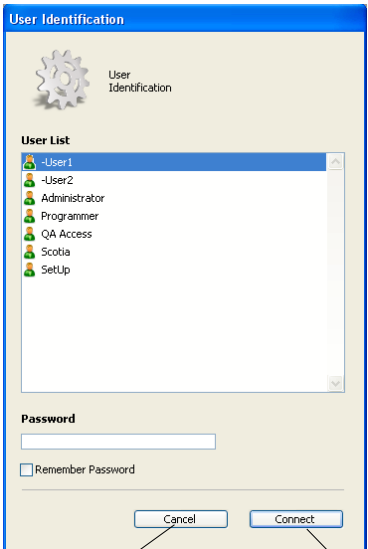 User Identification
User
Identification
User List
-User1
-User2
Administrator
Programmer
QA Access
Scotia
SetUp
Password
Remember Password
Cancel
Connect